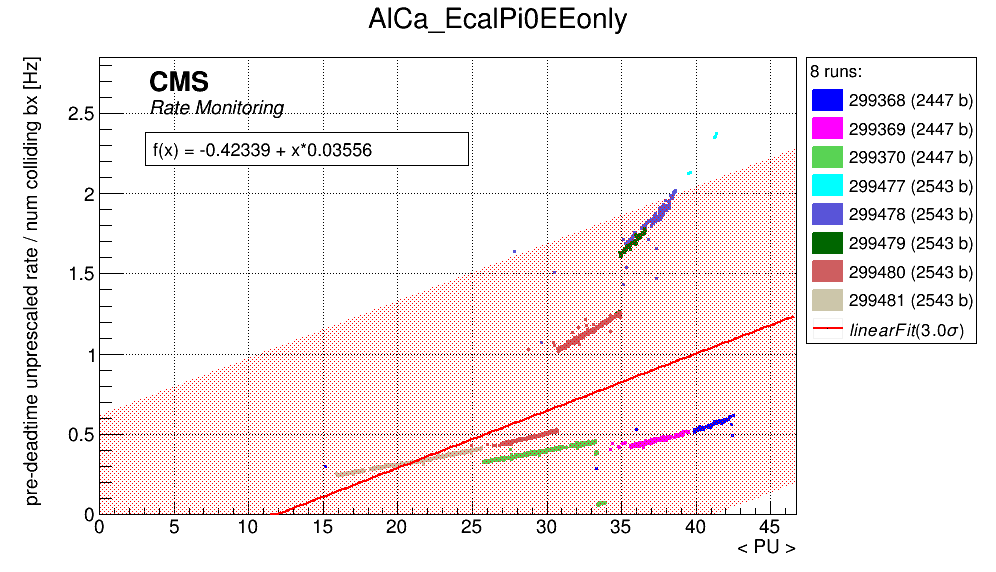 AlCa_EcalPi0EEonly
pre-deadtime unprescaled rate / num colliding bx [Hz]
CMS
Rate Monitoring
f(x) = -0.42339 + x*0.03556
2.5
2
1.5
1
0.5
0
0 5 10 15 20 25 30 35 40 45
< PU >
8 runs:
299368 (2447 b)
299369 (2447 b)
299370 (2447 b)
299477 (2543 b)
299478 (2543 b)
299479 (2543 b)
299480 (2543 b)
299481 (2543 b)
linearFit(3.0σ)